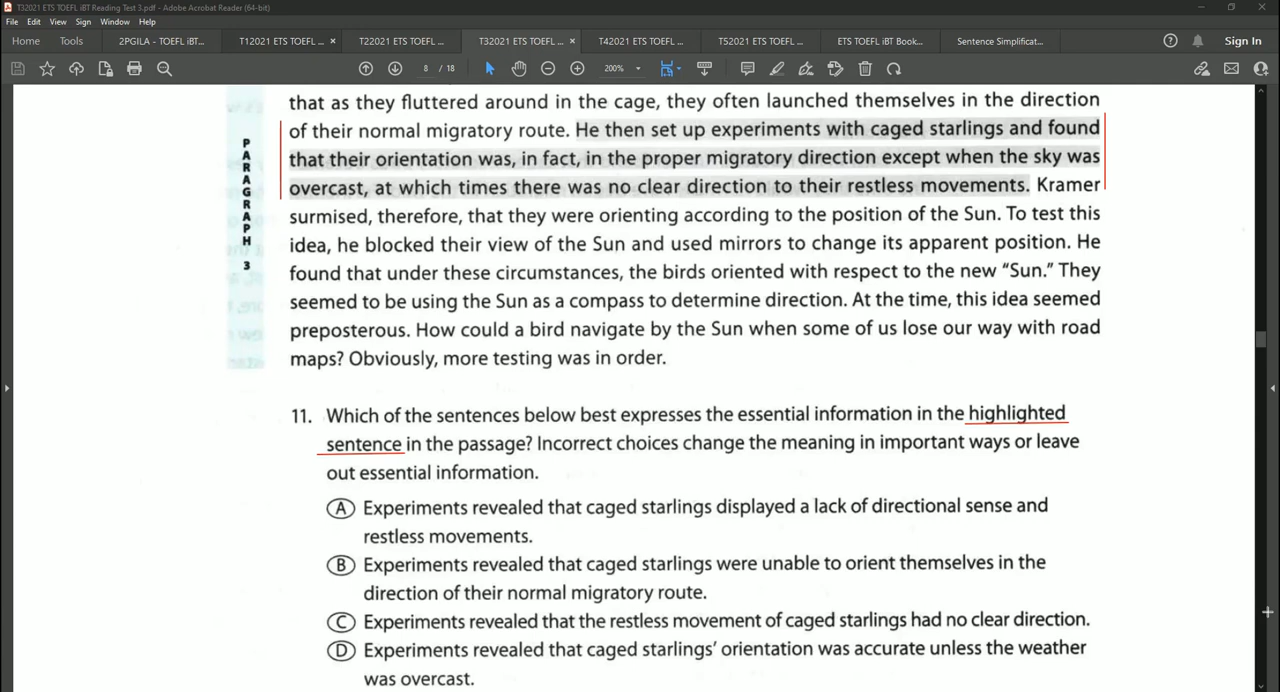 T32021 ETS TOEFL iBT Reading Test 3.pdf - Adobe Acrobat Reader (64-bit)
File Edit View Sign Window Help
Home Tools 2PGILA - TOEFL iBT... T12021 ETS TOEFL ... × T22021 ETS TOEFL ... T32021 ETS TOEFL ... × T42021 ETS TOEFL ... T52021 ETS TOEFL ... ETS TOEFL iBT Book... Sentence Simplificat... Sign In
8 / 18 200%
that as they fluttered around in the cage, they often launched themselves in the direction
of their normal migratory route. He then set up experiments with caged starlings and found
that their orientation was, in fact, in the proper migratory direction except when the sky was
overcast, at which times there was no clear direction to their restless movements. Kramer
surmised, therefore, that they were orienting according to the position of the Sun. To test this
idea, he blocked their view of the Sun and used mirrors to change its apparent position. He
found that under these circumstances, the birds oriented with respect to the new “Sun.” They
seemed to be using the Sun as a compass to determine direction. At the time, this idea seemed
preposterous. How could a bird navigate by the Sun when some of us lose our way with road
maps? Obviously, more testing was in order.
PARAGRAPH 3
11. Which of the sentences below best expresses the essential information in the highlighted
sentence in the passage? Incorrect choices change the meaning in important ways or leave
out essential information.
A Experiments revealed that caged starlings displayed a lack of directional sense and
restless movements.
B Experiments revealed that caged starlings were unable to orient themselves in the
direction of their normal migratory route.
C Experiments revealed that the restless movement of caged starlings had no clear direction.
D Experiments revealed that caged starlings’ orientation was accurate unless the weather
was overcast.